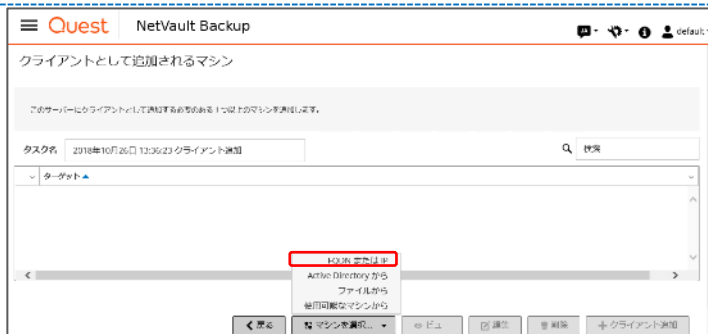 Quest NetVault Backup
default
クライアントとして追加されるマシン
このサーバーにクライアントとして追加する必要のある1つ以上のマシンを追加します。
タスク名 2018年10月26日 13:36:23 クライアント追加 検索
ターゲット
FQDN または IP
Active Directory から
ファイルから
使用可能なマシンから
戻る マシンを選択... ビュー 編集 削除 クライアント追加